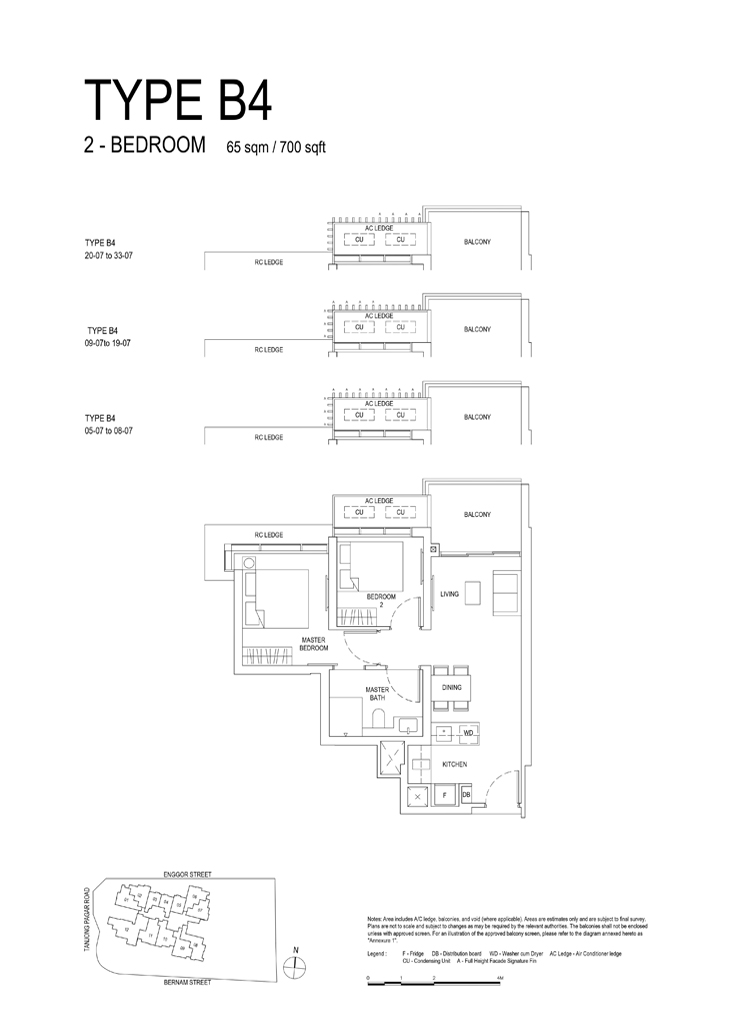 TYPE B4
2 - BEDROOM 65 sqm / 700 sqft
TYPE B4
20-07 to 33-07
AC LEDGE
CU CU
BALCONY
RC LEDGE
TYPE B4
09-07to 19-07
AC LEDGE
CU CU
BALCONY
RC LEDGE
TYPE B4
05-07 to 08-07
AC LEDGE
CU CU
BALCONY
RC LEDGE
AC LEDGE
CU CU
BALCONY
RC LEDGE
LIVING
BEDROOM
2
MASTER
BEDROOM
MASTER
BATH
DINING
WD
KITCHEN
F DB
ENGGOR STREET
TANJONG PAGAR ROAD
BERNAM STREET
N
Notes: Area includes A/C ledge, balconies, and void (where applicable). Areas are estimates only and are subject to final survey.
Plans are not to scale and subject to changes as may be required by the relevant authorities. The balconies shall not be enclosed
unless with approved screen. For an illustration of the approved balcony screen, please refer to the diagram annexed hereto as
"Annexure 1".
Legend : F - Fridge DB - Distribution board WD - Washer cum Dryer AC Ledge - Air Conditioner ledge
CU - Condensing Unit A - Full Height Facade Signature Fin
0 1 2 4M